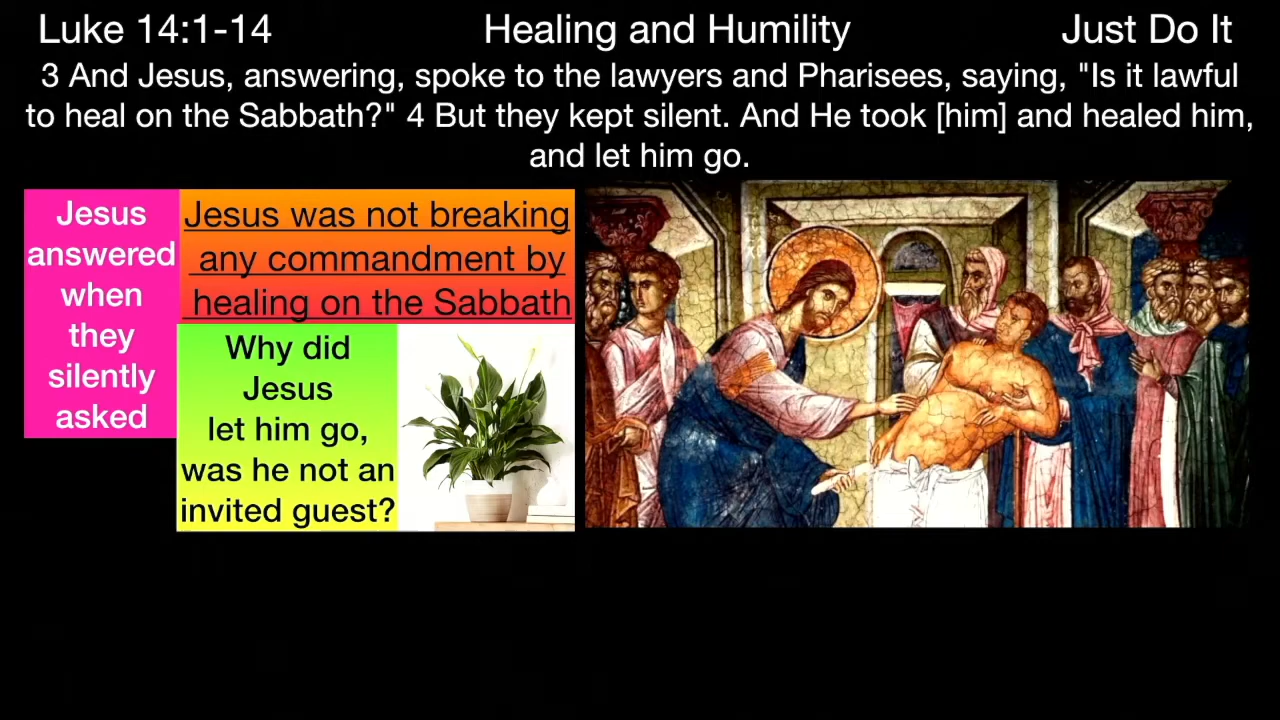 Luke 14:1-14 Healing and Humility Just Do It
3 And Jesus, answering, spoke to the lawyers and Pharisees, saying, "Is it lawful
to heal on the Sabbath?" 4 But they kept silent. And He took [him] and healed him,
and let him go.
Jesus
answered
when
they
silently
asked
Jesus was not breaking
any commandment by
healing on the Sabbath
Why did
Jesus
let him go,
was he not an
invited guest?